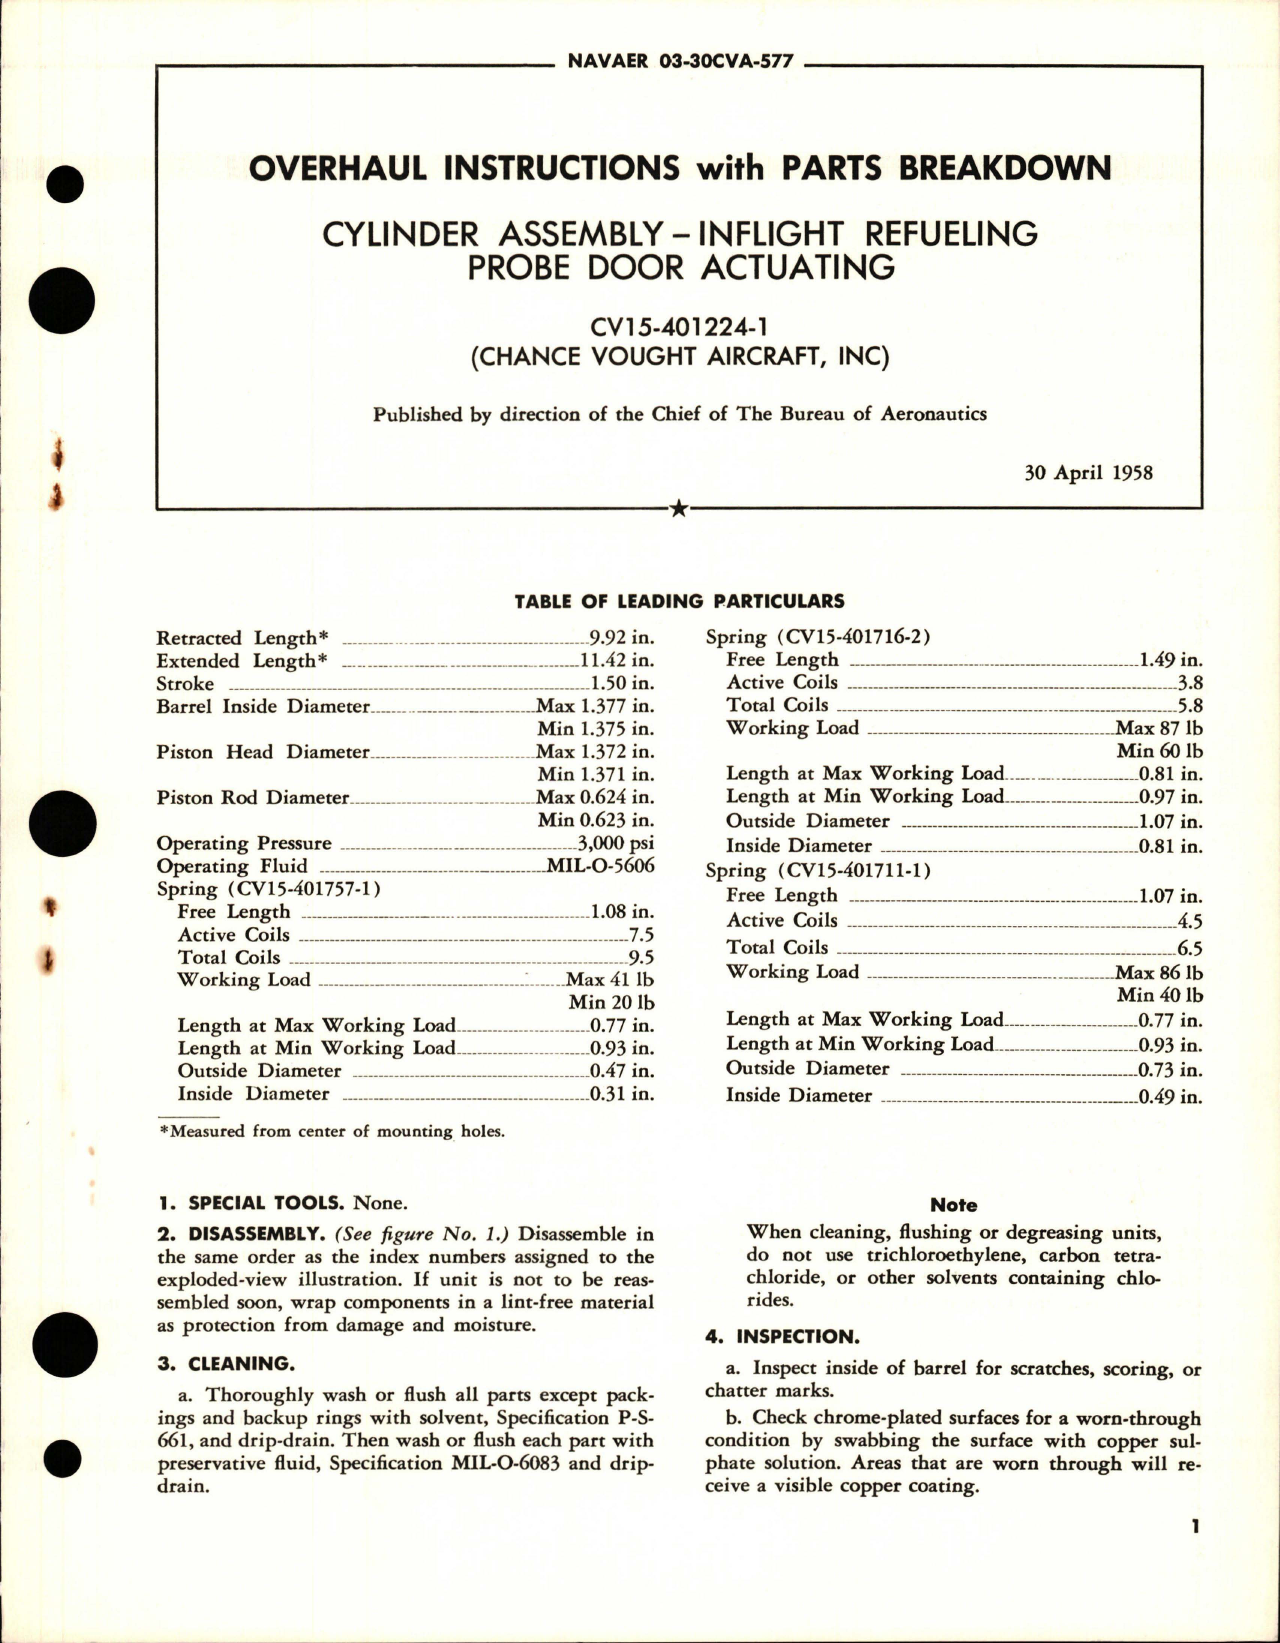 NAVAER 03-30CVA-577
OVERHAUL INSTRUCTIONS with PARTS BREAKDOWN
CYLINDER ASSEMBLY – INFLIGHT REFUELING
PROBE DOOR ACTUATING
CV15-401224-1
(CHANCE VOUGHT AIRCRAFT, INC)
Published by direction of the Chief of The Bureau of Aeronautics
30 April 1958
TABLE OF LEADING PARTICULARS
Retracted Length* 9.92 in.
Extended Length* 11.42 in.
Stroke 1.50 in.
Barrel Inside Diameter Max 1.377 in.
Min 1.375 in.
Piston Head Diameter Max 1.372 in.
Min 1.371 in.
Piston Rod Diameter Max 0.624 in.
Min 0.623 in.
Operating Pressure 3,000 psi
Operating Fluid MIL-O-5606
Spring (CV15-401757-1)
Free Length 1.08 in.
Active Coils 7.5
Total Coils 9.5
Working Load Max 41 lb
Min 20 lb
Length at Max Working Load 0.77 in.
Length at Min Working Load 0.93 in.
Outside Diameter 0.47 in.
Inside Diameter 0.31 in.
*Measured from center of mounting holes.
Spring (CV15-401716-2)
Free Length 1.49 in.
Active Coils 3.8
Total Coils 5.8
Working Load Max 87 lb
Min 60 lb
Length at Max Working Load 0.81 in.
Length at Min Working Load 0.97 in.
Outside Diameter 1.07 in.
Inside Diameter 0.81 in.
Spring (CV15-401711-1)
Free Length 1.07 in.
Active Coils 4.5
Total Coils 6.5
Working Load Max 86 lb
Min 40 lb
Length at Max Working Load 0.77 in.
Length at Min Working Load 0.93 in.
Outside Diameter 0.73 in.
Inside Diameter 0.49 in.
1. SPECIAL TOOLS. None.
2. DISASSEMBLY. (See figure No. 1.) Disassemble in
the same order as the index numbers assigned to the
exploded-view illustration. If unit is not to be reas-
sembled soon, wrap components in a lint-free material
as protection from damage and moisture.
3. CLEANING.
a. Thoroughly wash or flush all parts except pack-
ings and backup rings with solvent, Specification P-S-
661, and drip-drain. Then wash or flush each part with
preservative fluid, Specification MIL-O-6083 and drip-
drain.
Note
When cleaning, flushing or degreasing units,
do not use trichloroethylene, carbon tetra-
chloride, or other solvents containing chlo-
rides.
4. INSPECTION.
a. Inspect inside of barrel for scratches, scoring, or
chatter marks.
b. Check chrome-plated surfaces for a worn-through
condition by swabbing the surface with copper sul-
phate solution. Areas that are worn through will re-
ceive a visible copper coating.
1